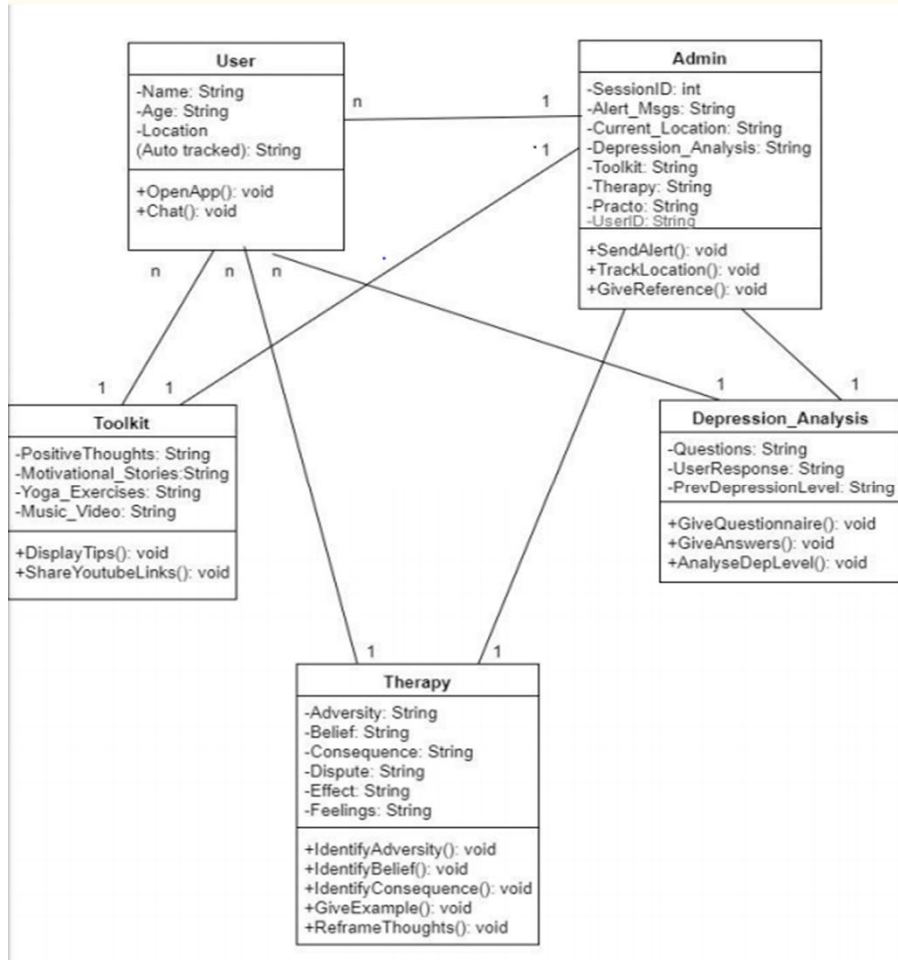 User
-Name: String
-Age: String
-Location
(Auto tracked): String
+OpenApp(): void
+Chat(): void
n
1
Admin
-SessionID: int
-Alert_Msgs: String
-Current_Location: String
-Depression_Analysis: String
-Toolkit: String
-Therapy: String
-Practo: String
-UserID: String
+SendAlert(): void
+TrackLocation(): void
+GiveReference(): void
1
n
n
n
1
1
1
1
Toolkit
-PositiveThoughts: String
-Motivational_Stories:String
-Yoga_Exercises: String
-Music_Video: String
+DisplayTips(): void
+ShareYoutubeLinks(): void
Depression_Analysis
-Questions: String
-UserResponse: String
-PrevDepressionLevel: String
+GiveQuestionnaire(): void
+GiveAnswers(): void
+AnalyseDepLevel(): void
1
1
Therapy
-Adversity: String
-Belief: String
-Consequence: String
-Dispute: String
-Effect: String
-Feelings: String
+IdentifyAdversity(): void
+IdentifyBelief(): void
+IdentifyConsequence(): void
+GiveExample(): void
+ReframeThoughts(): void